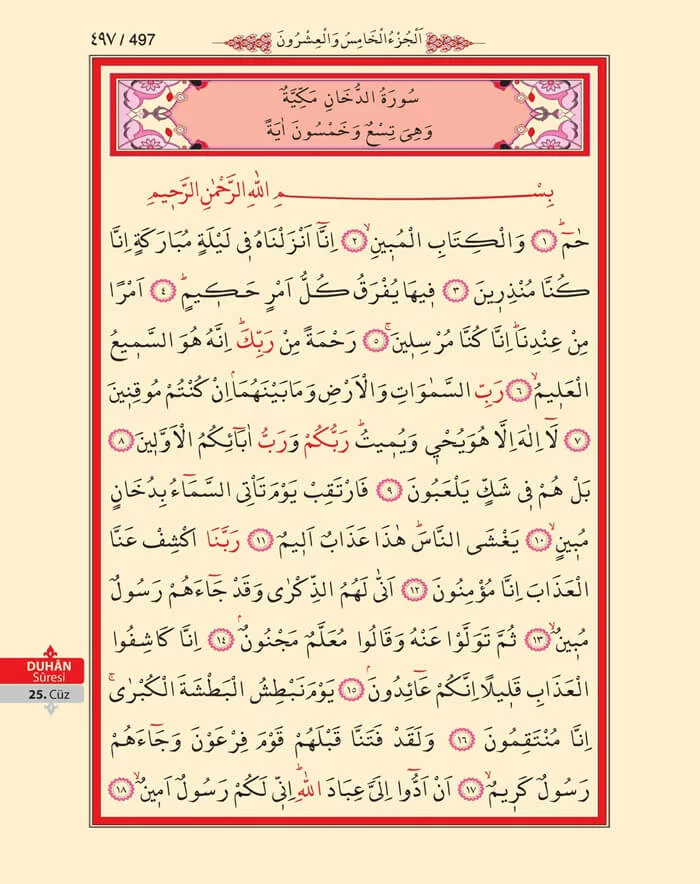 ٤٩٧ / 497
اَلْجُزْءُ الْخَامِسُ وَالْعِشْرُونَ
سُورَةُ الدُّخَانِ مَكِّيَّةٌ
وَهِيَ تِسْعٌ وَخَمْسُونَ اٰيَةً
بِسْمِ اللّٰهِ الرَّحْمٰنِ الرَّح۪يمِ
حٰمٓۜ ﴿١﴾ وَالْكِتَابِ الْمُب۪ينِۙ ﴿٢﴾ اِنَّٓا اَنْزَلْنَاهُ ف۪ي لَيْلَةٍ مُبَارَكَةٍ اِنَّا
كُنَّا مُنْذِر۪ينَ ﴿٣﴾ ف۪يهَا يُفْرَقُ كُلُّ اَمْرٍ حَك۪يمٍۜ ﴿٤﴾ اَمْرًا
مِنْ عِنْدِنَاۜ اِنَّا كُنَّا مُرْسِل۪ينَۚ ﴿٥﴾ رَحْمَةً مِنْ رَبِّكَۜ اِنَّهُ هُوَ السَّم۪يعُ
الْعَل۪يمُۙ ﴿٦﴾ رَبِّ السَّمٰوَاتِ وَالْاَرْضِ وَمَا بَيْنَهُمَاۢ اِنْ كُنْتُمْ مُوقِن۪ينَ
﴿٧﴾ لَٓا اِلٰهَ اِلَّا هُوَ يُحْي۪ وَيُم۪يتُۜ رَبُّكُمْ وَرَبُّ اٰبَٓائِكُمُ الْاَوَّل۪ينَ ﴿٨﴾
بَلْ هُمْ ف۪ي شَكٍّ يَلْعَبُونَ ﴿٩﴾ فَارْتَقِبْ يَوْمَ تَأْتِي السَّمَٓاءُ بِدُخَانٍ
مُب۪ينٍۙ ﴿١٠﴾ يَغْشَى النَّاسَۜ هٰذَا عَذَابٌ اَل۪يمٌ ﴿١١﴾ رَبَّنَا اكْشِفْ عَنَّا
الْعَذَابَ اِنَّا مُؤْمِنُونَ ﴿١٢﴾ اَنّٰى لَهُمُ الذِّكْرٰى وَقَدْ جَٓاءَهُمْ رَسُولٌ
مُب۪ينٌۙ ﴿١٣﴾ ثُمَّ تَوَلَّوْا عَنْهُ وَقَالُوا مُعَلَّمٌ مَجْنُونٌۢ ﴿١٤﴾ اِنَّا كَاشِفُوا
الْعَذَابِ قَل۪يلًا اِنَّكُمْ عَٓائِدُونَۢ ﴿١٥﴾ يَوْمَ نَبْطِشُ الْبَطْشَةَ الْكُبْرٰىۚ
اِنَّا مُنْتَقِمُونَ ﴿١٦﴾ وَلَقَدْ فَتَنَّا قَبْلَهُمْ قَوْمَ فِرْعَوْنَ وَجَٓاءَهُمْ
رَسُولٌ كَر۪يمٌۙ ﴿١٧﴾ اَنْ اَدُّٓوا اِلَيَّ عِبَادَ اللّٰهِۜ اِنّ۪ي لَكُمْ رَسُولٌ اَم۪ينٌۙ ﴿١٨﴾
DUHÂN
Sûresi
25. Cüz